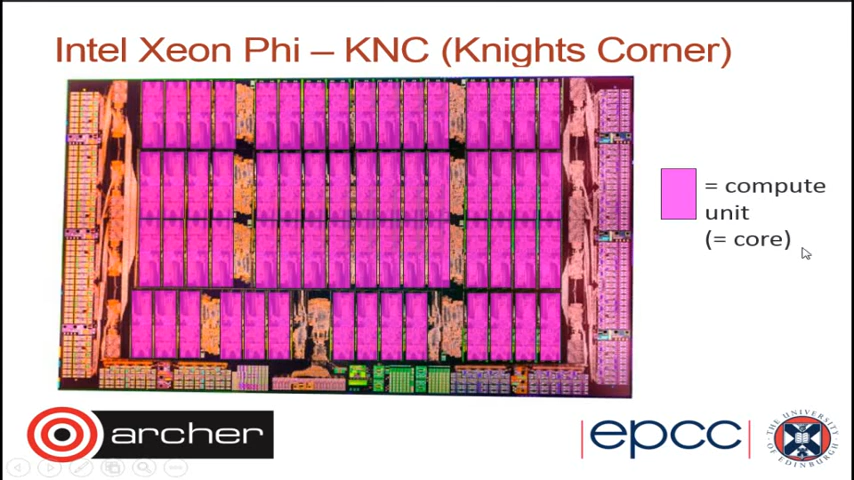 Intel Xeon Phi – KNC (Knights Corner)
= compute
unit
(= core)
archer
|epcc|
THE UNIVERSITY OF EDINBURGH